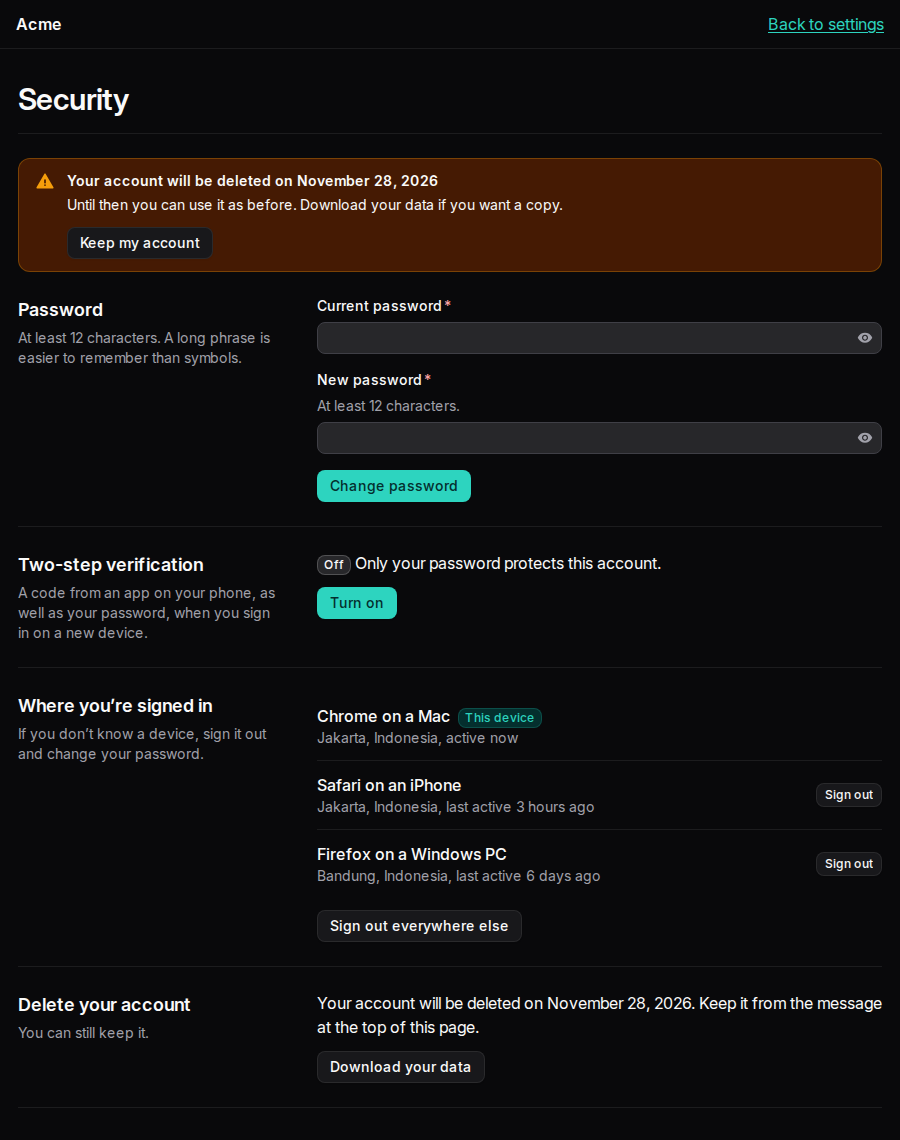 Acme
Back to settings
Security
Your account will be deleted on November 28, 2026
Until then you can use it as before. Download your data if you want a copy.
Keep my account
Password
At least 12 characters. A long phrase is
easier to remember than symbols.
Current password*
New password*
At least 12 characters.
Change password
Two-step verification
A code from an app on your phone, as
well as your password, when you sign
in on a new device.
Off Only your password protects this account.
Turn on
Where you’re signed in
If you don’t know a device, sign it out
and change your password.
Chrome on a Mac This device
Jakarta, Indonesia, active now
Safari on an iPhone
Jakarta, Indonesia, last active 3 hours ago
Sign out
Firefox on a Windows PC
Bandung, Indonesia, last active 6 days ago
Sign out
Sign out everywhere else
Delete your account
You can still keep it.
Your account will be deleted on November 28, 2026. Keep it from the message
at the top of this page.
Download your data